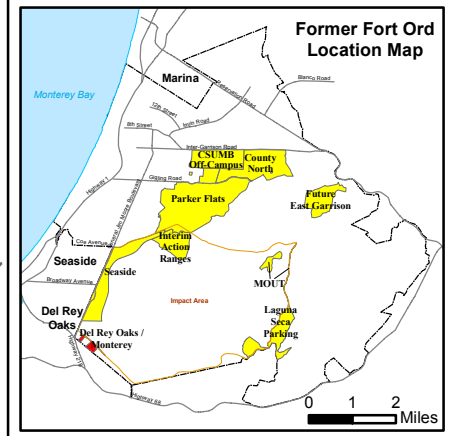 Former Fort Ord
Location Map
Marina
Blanco Road
Reservation Road
Monterey Bay
12th Street
Imjin Road
8th Street
Inter-Garrison Road
CSUMB
Off-Campus
County
North
Gigling Road
Highway 1
General Jim Moore Boulevard
Parker Flats
Future
East Garrison
Coe Avenue
Interim
Action
Ranges
Seaside
Seaside
Broadway Avenue
MOUT
Impact Area
Del Rey
Oaks
Laguna
Seca
Parking
Del Rey Oaks /
Monterey
Highway 218
Highway 68
0 1 2
Miles